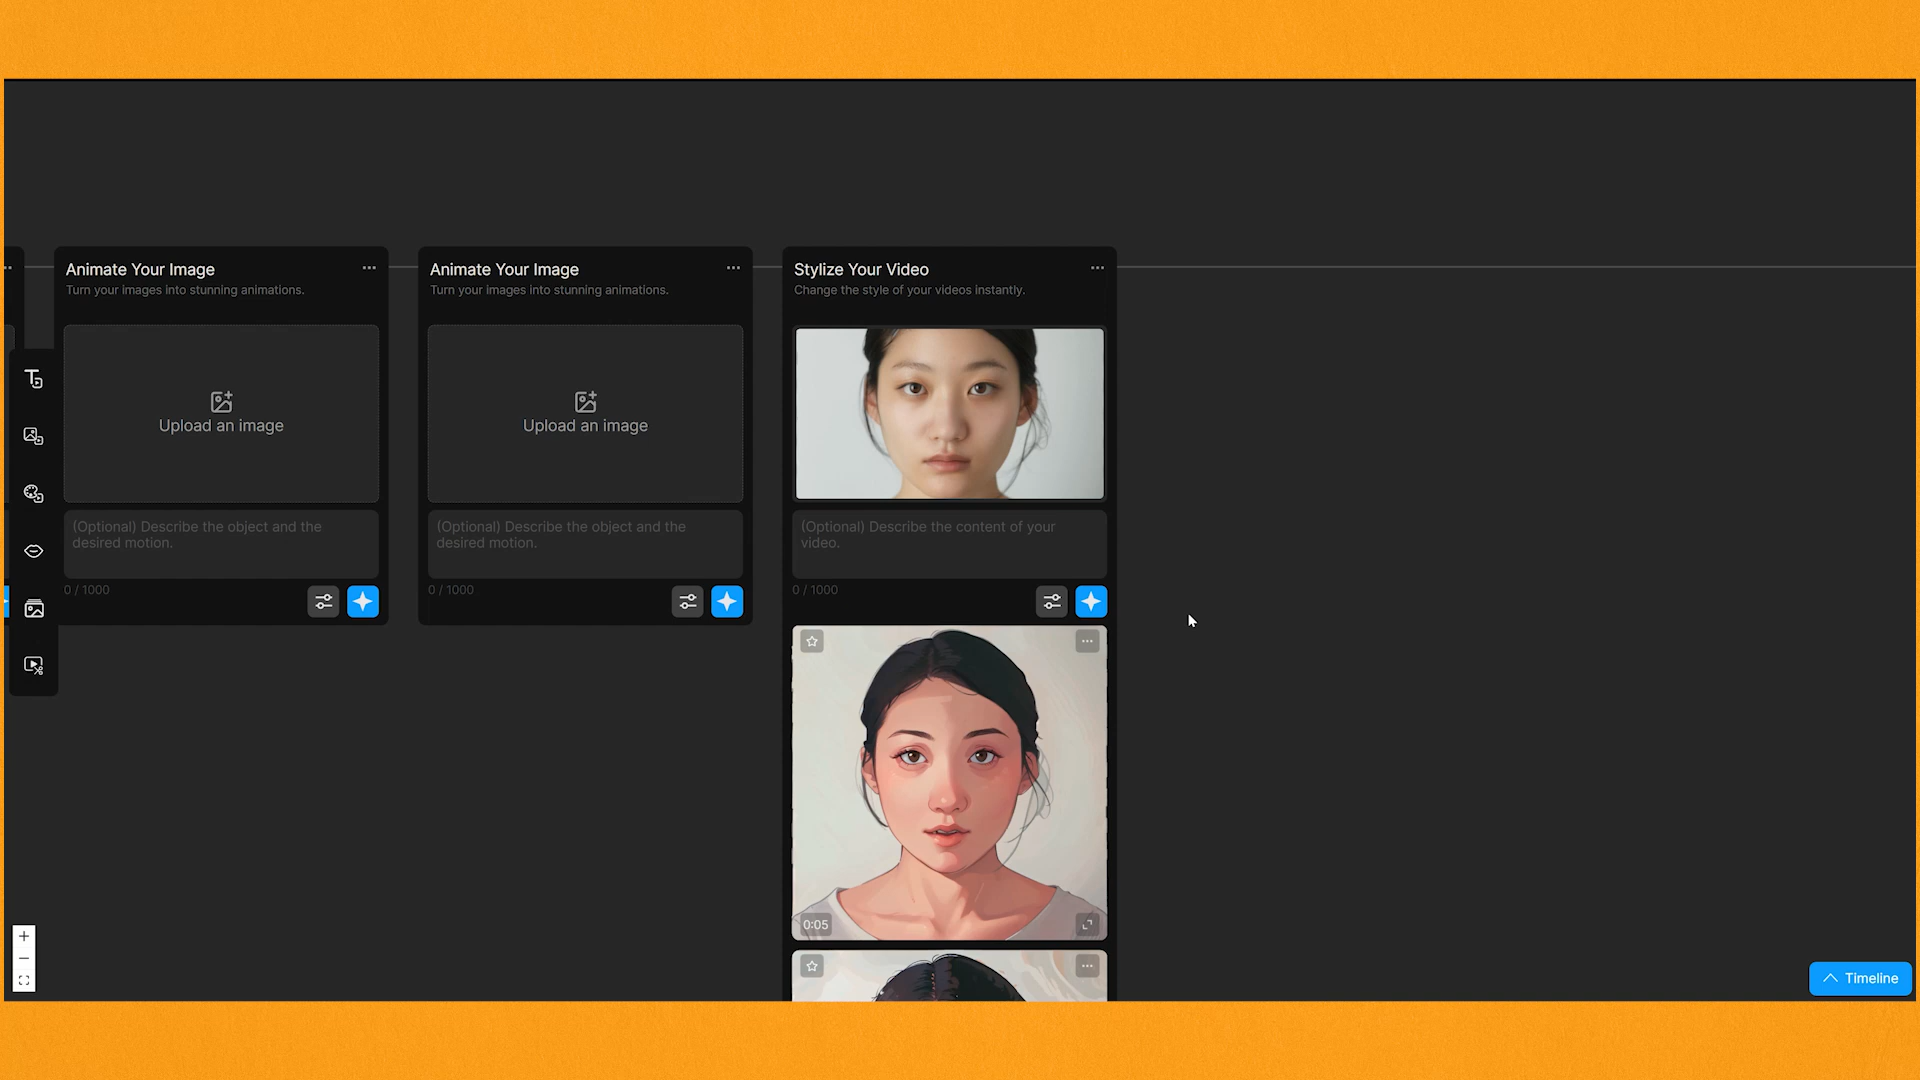 Animate Your Image
Turn your images into stunning animations.
Upload an image
(Optional) Describe the object and the
desired motion.
0 / 1000
Animate Your Image
Turn your images into stunning animations.
Upload an image
(Optional) Describe the object and the
desired motion.
0 / 1000
Stylize Your Video
Change the style of your videos instantly.
(Optional) Describe the content of your
video.
0 / 1000
0:05
Timeline